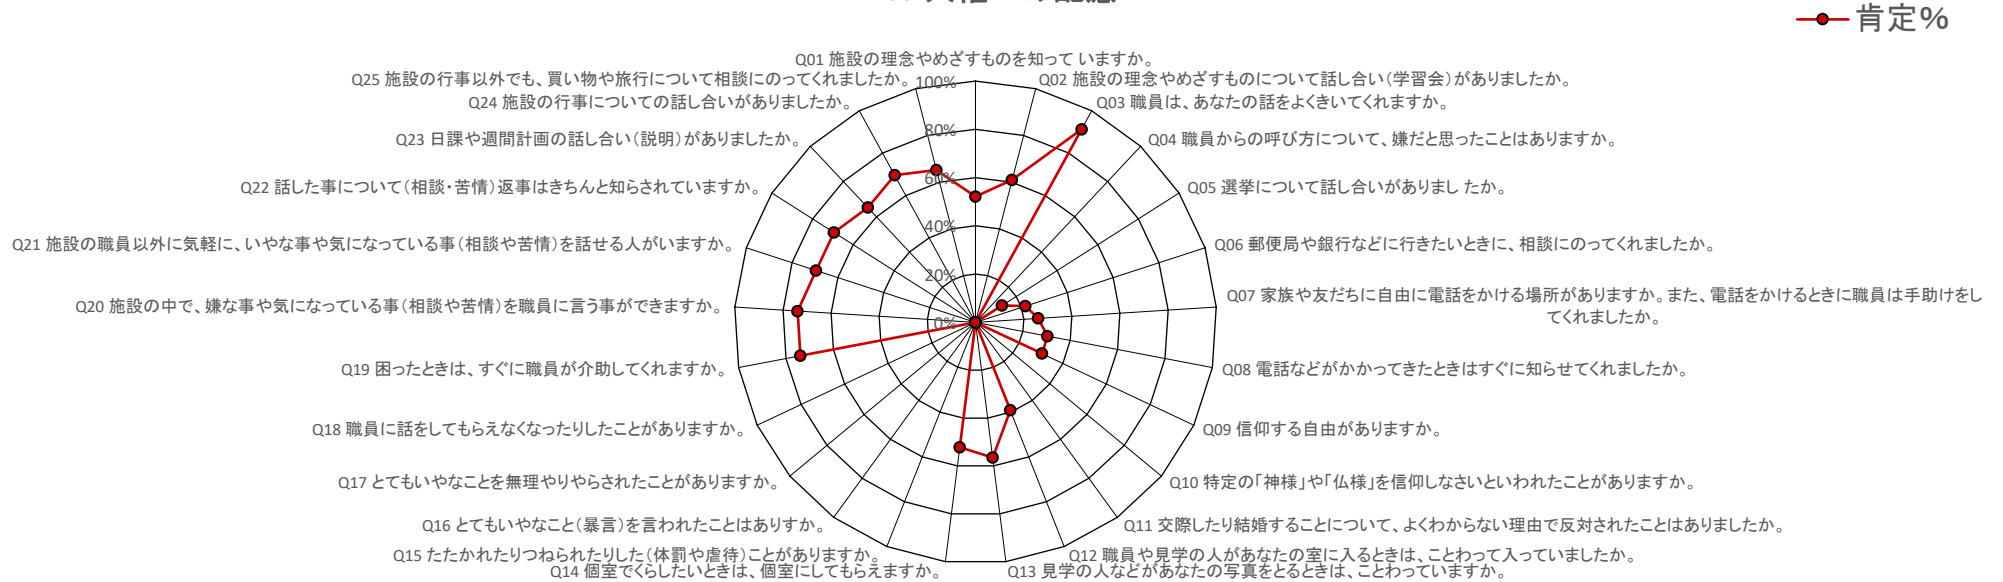 肯定%
Q01 施設の理念やめざすものを知って いますか。
Q02 施設の理念やめざすものについて話し合い（学習会）がありましたか。
Q03 職員は、あなたの話をよくきいてくれますか。
Q04 職員からの呼び方について、嫌だと思ったことはありますか。
Q05 選挙について話し合いがありまし たか。
Q06 郵便局や銀行などに行きたいときに、相談にのってくれましたか。
Q07 家族や友だちに自由に電話をかける場所がありますか。また、電話をかけるときに職員は手助けをし
てくれましたか。
Q08 電話などがかかってきたときはすぐに知らせてくれましたか。
Q09 信仰する自由がありますか。
Q10 特定の「神様」や「仏様」を信仰しなさいといわれたことがありますか。
Q11 交際したり結婚することについて、よくわからない理由で反対されたことはありましたか。
Q12 職員や見学の人があなたの室に入るときは、ことわって入っていましたか。
Q13 見学の人などがあなたの写真をとるときは、ことわっていますか。
Q14 個室でくらしたいときは、個室にしてもらえますか。
Q15 たたかれたりつねられたりした（体罰や虐待）ことがありますか。
Q16 とてもいやなこと（暴言）を言われたことはありすか。
Q17 とてもいやなことを無理やりやらされたことがありますか。
Q18 職員に話をしてもらえなくなったりしたことがありますか。
Q19 困ったときは、すぐに職員が介助してくれますか。
Q20 施設の中で、嫌な事や気になっている事（相談や苦情）を職員に言う事ができますか。
Q21 施設の職員以外に気軽に、いやな事や気になっている事（相談や苦情）を話せる人がいますか。
Q22 話した事について（相談・苦情）返事はきちんと知らされていますか。
Q23 日課や週間計画の話し合い（説明）がありましたか。
Q24 施設の行事についての話し合いがありましたか。
Q25 施設の行事以外でも、買い物や旅行について相談にのってくれましたか。
100%
80%
60%
40%
20%
0%